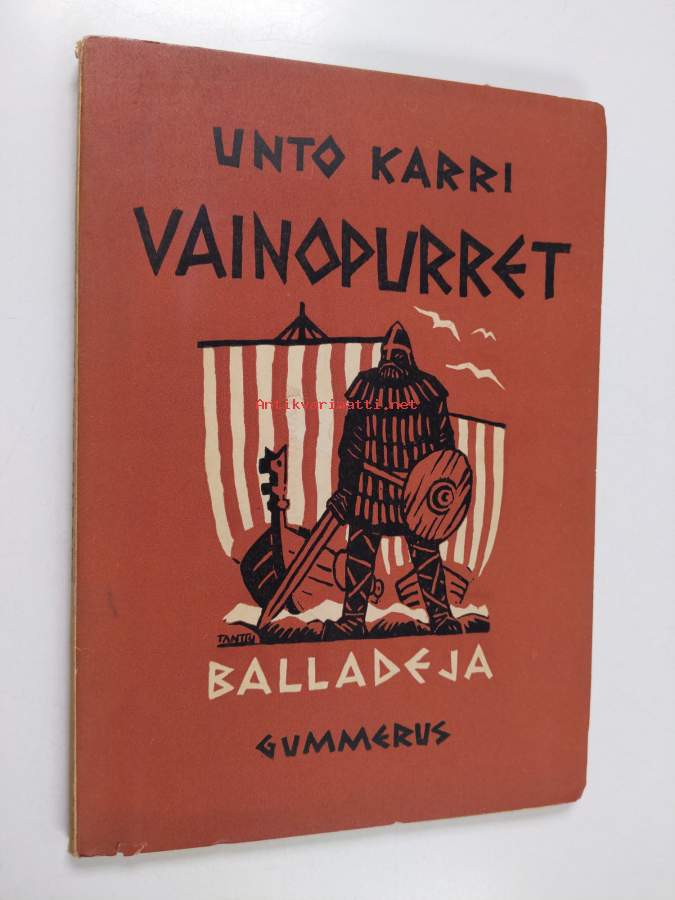 UNTO KARRI
VAINOPURRET
Antikvariaatti.net
TANTTU
BALLADEJA
GUMMERUS